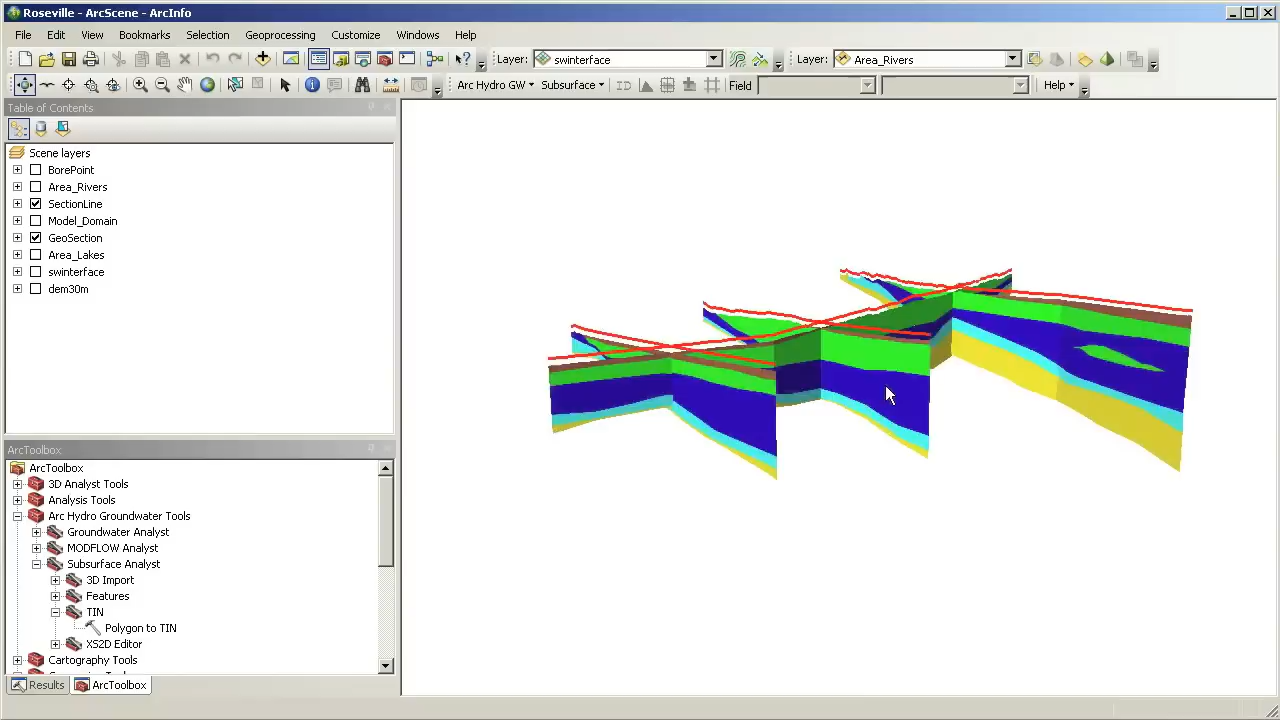 Roseville - ArcScene - ArcInfo
File Edit View Bookmarks Selection Geoprocessing Customize Windows Help
Layer: swinterface Layer: Area_Rivers
Arc Hydro GW Subsurface ID Field Help
Table of Contents
Scene layers
BorePoint
Area_Rivers
SectionLine
Model_Domain
GeoSection
Area_Lakes
swinterface
dem30m
ArcToolbox
ArcToolbox
3D Analyst Tools
Analysis Tools
Arc Hydro Groundwater Tools
Groundwater Analyst
MODFLOW Analyst
Subsurface Analyst
3D Import
Features
TIN
Polygon to TIN
XS2D Editor
Cartography Tools
Results ArcToolbox